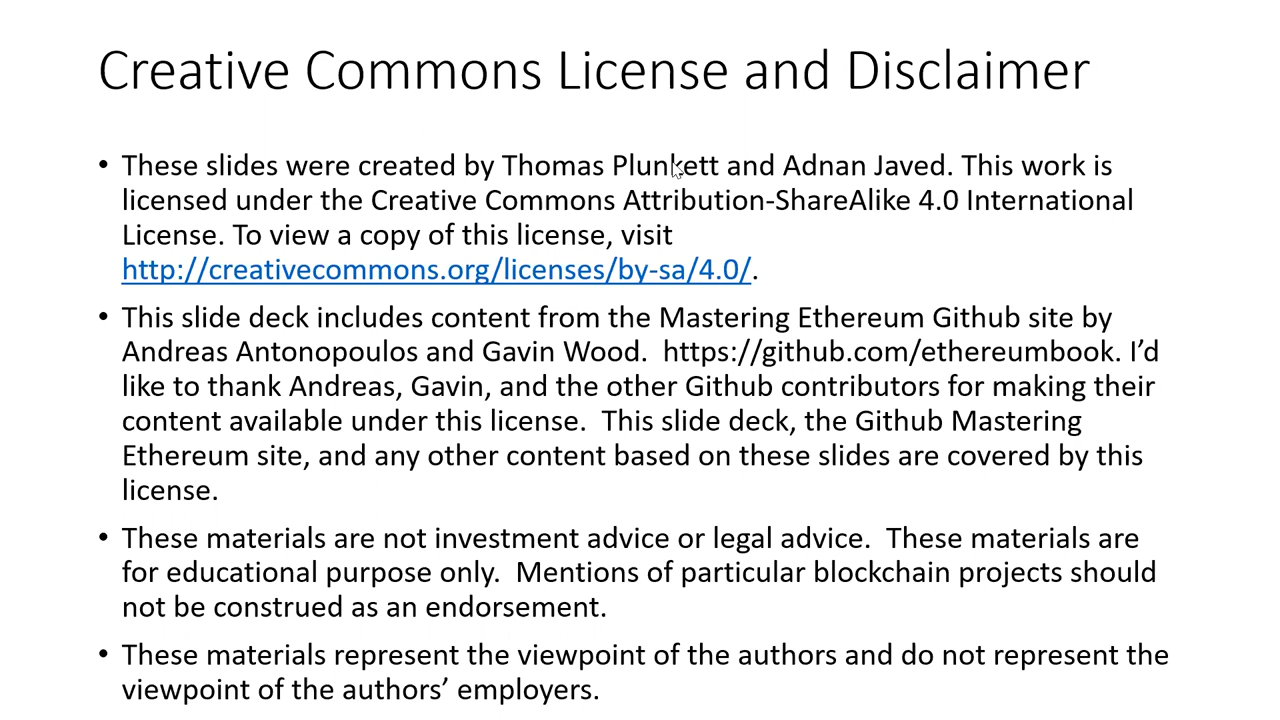 Creative Commons License and Disclaimer
• These slides were created by Thomas Plunkett and Adnan Javed. This work is
licensed under the Creative Commons Attribution-ShareAlike 4.0 International
License. To view a copy of this license, visit
http://creativecommons.org/licenses/by-sa/4.0/.
• This slide deck includes content from the Mastering Ethereum Github site by
Andreas Antonopoulos and Gavin Wood.  https://github.com/ethereumbook. I’d
like to thank Andreas, Gavin, and the other Github contributors for making their
content available under this license.  This slide deck, the Github Mastering
Ethereum site, and any other content based on these slides are covered by this
license.
• These materials are not investment advice or legal advice.  These materials are
for educational purpose only.  Mentions of particular blockchain projects should
not be construed as an endorsement.
• These materials represent the viewpoint of the authors and do not represent the
viewpoint of the authors’ employers.